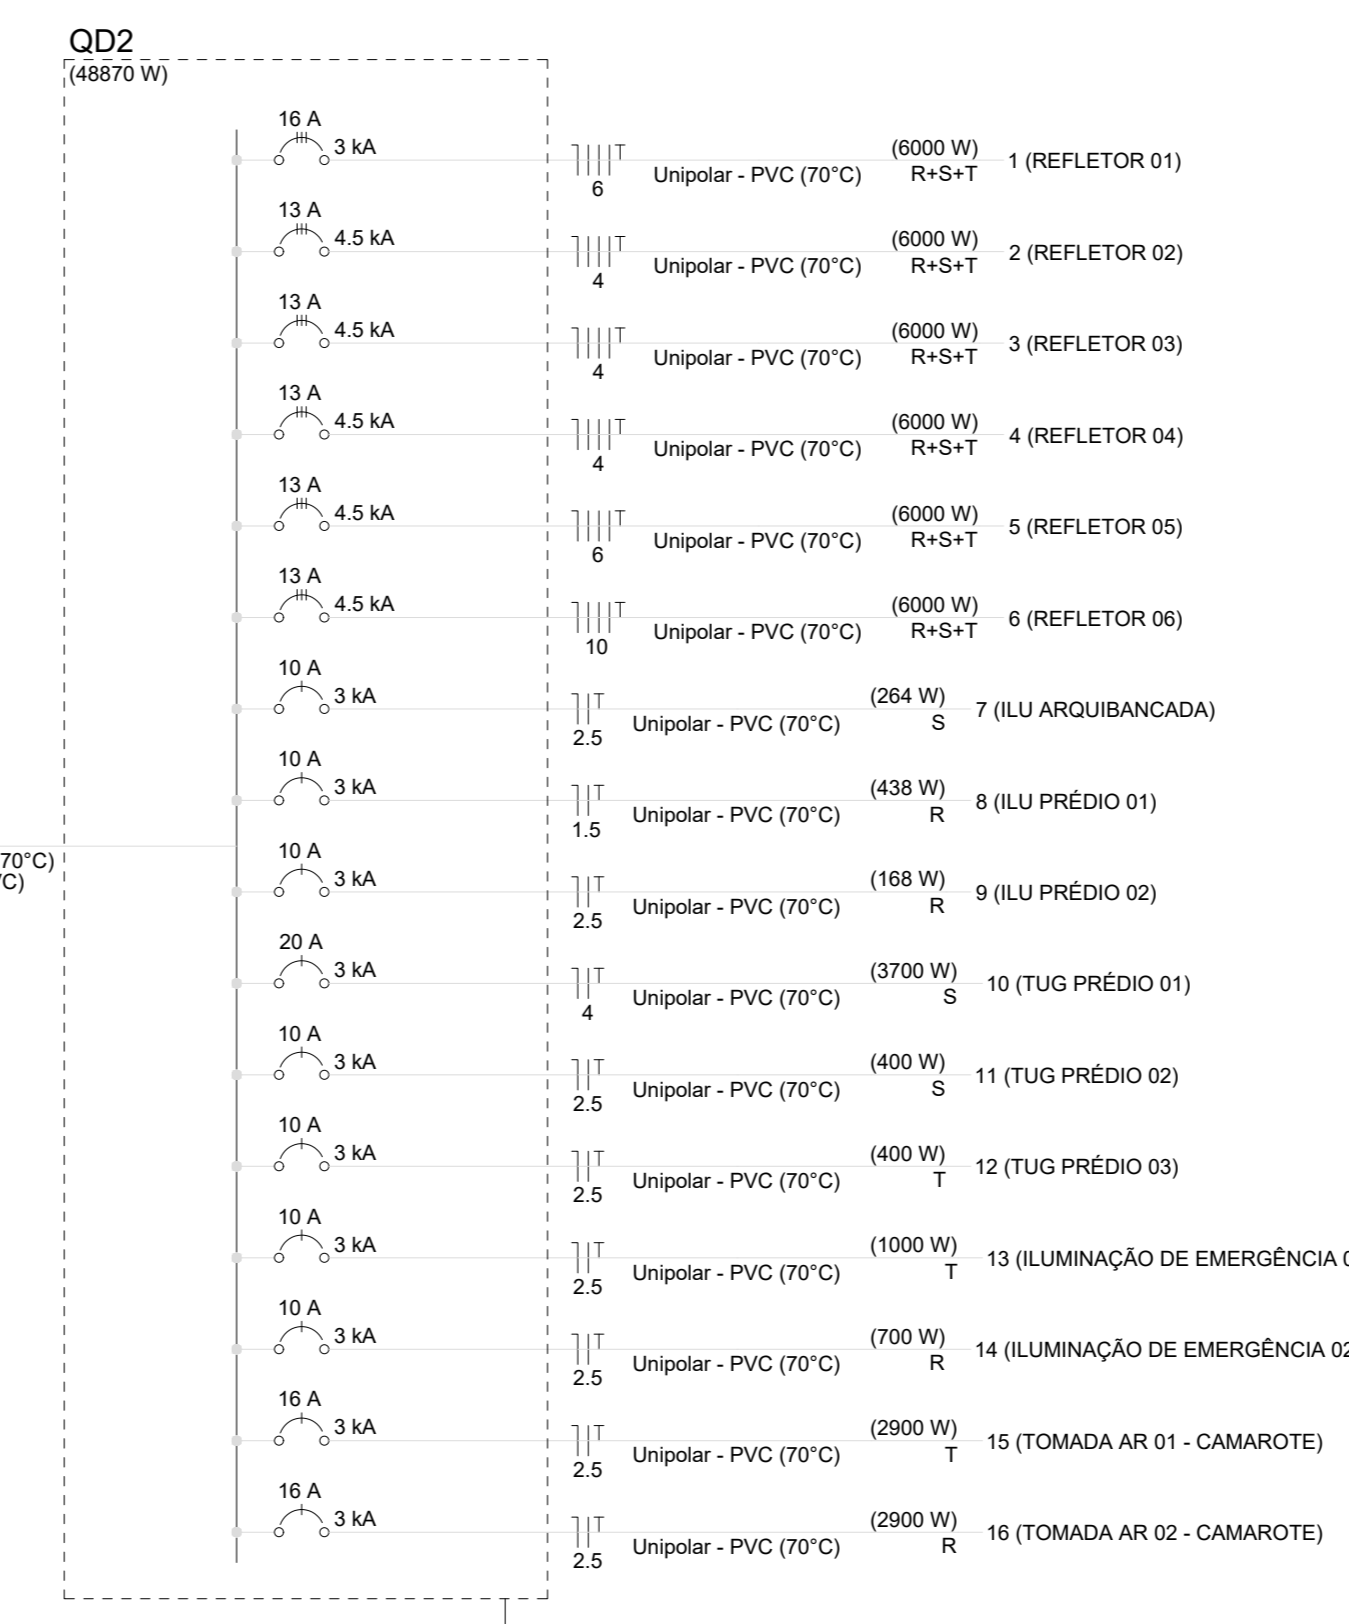 QD2
(48870 W)
16 A
3 kA
6
Unipolar - PVC (70°C)
(6000 W)
R+S+T
1 (REFLETOR 01)
13 A
4.5 kA
4
Unipolar - PVC (70°C)
(6000 W)
R+S+T
2 (REFLETOR 02)
13 A
4.5 kA
4
Unipolar - PVC (70°C)
(6000 W)
R+S+T
3 (REFLETOR 03)
13 A
4.5 kA
4
Unipolar - PVC (70°C)
(6000 W)
R+S+T
4 (REFLETOR 04)
13 A
4.5 kA
6
Unipolar - PVC (70°C)
(6000 W)
R+S+T
5 (REFLETOR 05)
13 A
4.5 kA
10
Unipolar - PVC (70°C)
(6000 W)
R+S+T
6 (REFLETOR 06)
10 A
3 kA
2.5
Unipolar - PVC (70°C)
(264 W)
S
7 (ILU ARQUIBANCADA)
10 A
3 kA
1.5
Unipolar - PVC (70°C)
(438 W)
R
8 (ILU PRÉDIO 01)
70°C)
C)
10 A
3 kA
2.5
Unipolar - PVC (70°C)
(168 W)
R
9 (ILU PRÉDIO 02)
20 A
3 kA
4
Unipolar - PVC (70°C)
(3700 W)
S
10 (TUG PRÉDIO 01)
10 A
3 kA
2.5
Unipolar - PVC (70°C)
(400 W)
S
11 (TUG PRÉDIO 02)
10 A
3 kA
2.5
Unipolar - PVC (70°C)
(400 W)
T
12 (TUG PRÉDIO 03)
10 A
3 kA
2.5
Unipolar - PVC (70°C)
(1000 W)
T
13 (ILUMINAÇÃO DE EMERGÊNCIA
10 A
3 kA
2.5
Unipolar - PVC (70°C)
(700 W)
R
14 (ILUMINAÇÃO DE EMERGÊNCIA 02
16 A
3 kA
2.5
Unipolar - PVC (70°C)
(2900 W)
T
15 (TOMADA AR 01 - CAMAROTE)
16 A
3 kA
2.5
Unipolar - PVC (70°C)
(2900 W)
R
16 (TOMADA AR 02 - CAMAROTE)